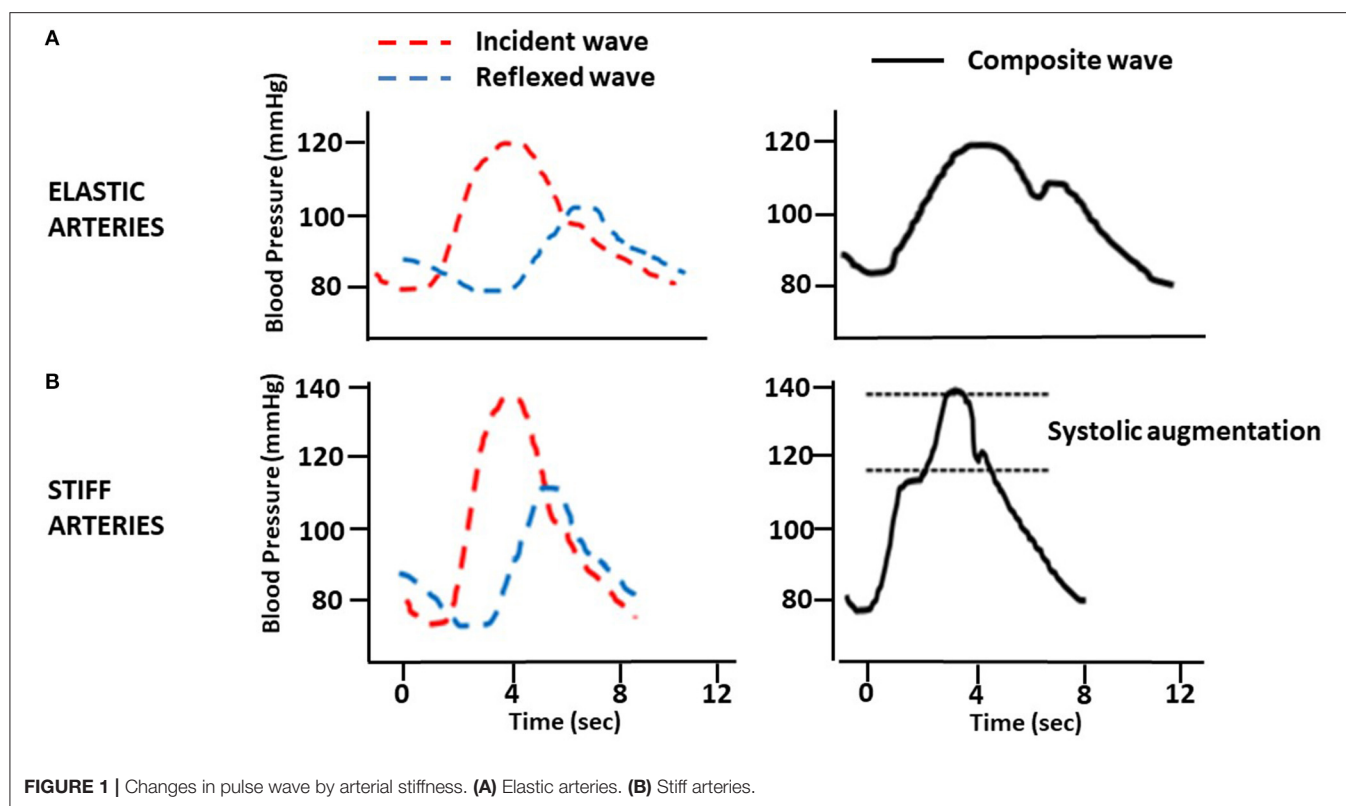 A
Incident wave
Reflexed wave
Composite wave
ELASTIC
ARTERIES
Blood Pressure (mmHg)
120
100
80
120
100
80
B
STIFF
ARTERIES
Blood Pressure (mmHg)
140
120
100
80
0
4
8
12
Time (sec)
140
120
100
80
Systolic augmentation
0
4
8
12
Time (sec)
FIGURE 1 | Changes in pulse wave by arterial stiffness. (A) Elastic arteries. (B) Stiff arteries.